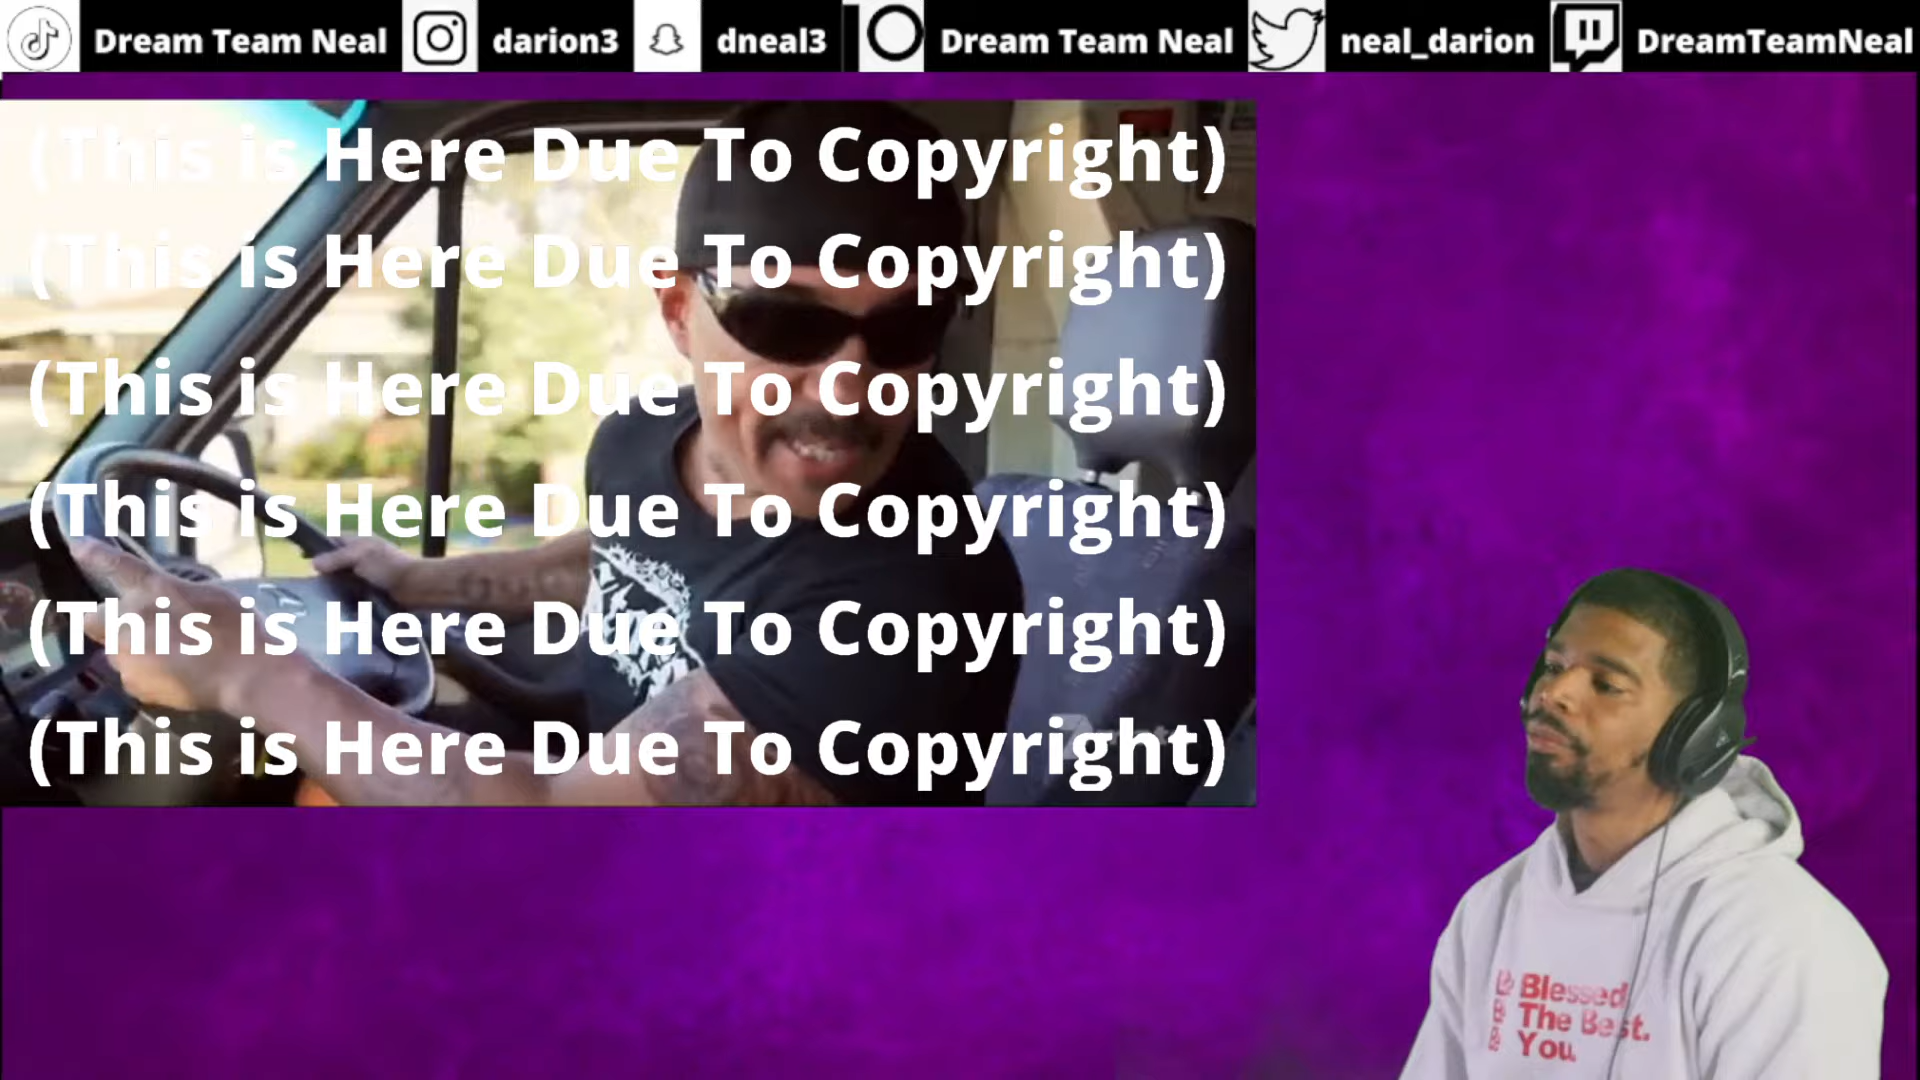 Dream Team Neal darion3 dneal3 Dream Team Neal neal_darion DreamTeamNeal
(This is Here Due To Copyright)
(This is Here Due To Copyright)
(This is Here Due To Copyright)
(This is Here Due To Copyright)
(This is Here Due To Copyright)
(This is Here Due To Copyright)
Blessed.
The Best.
You.